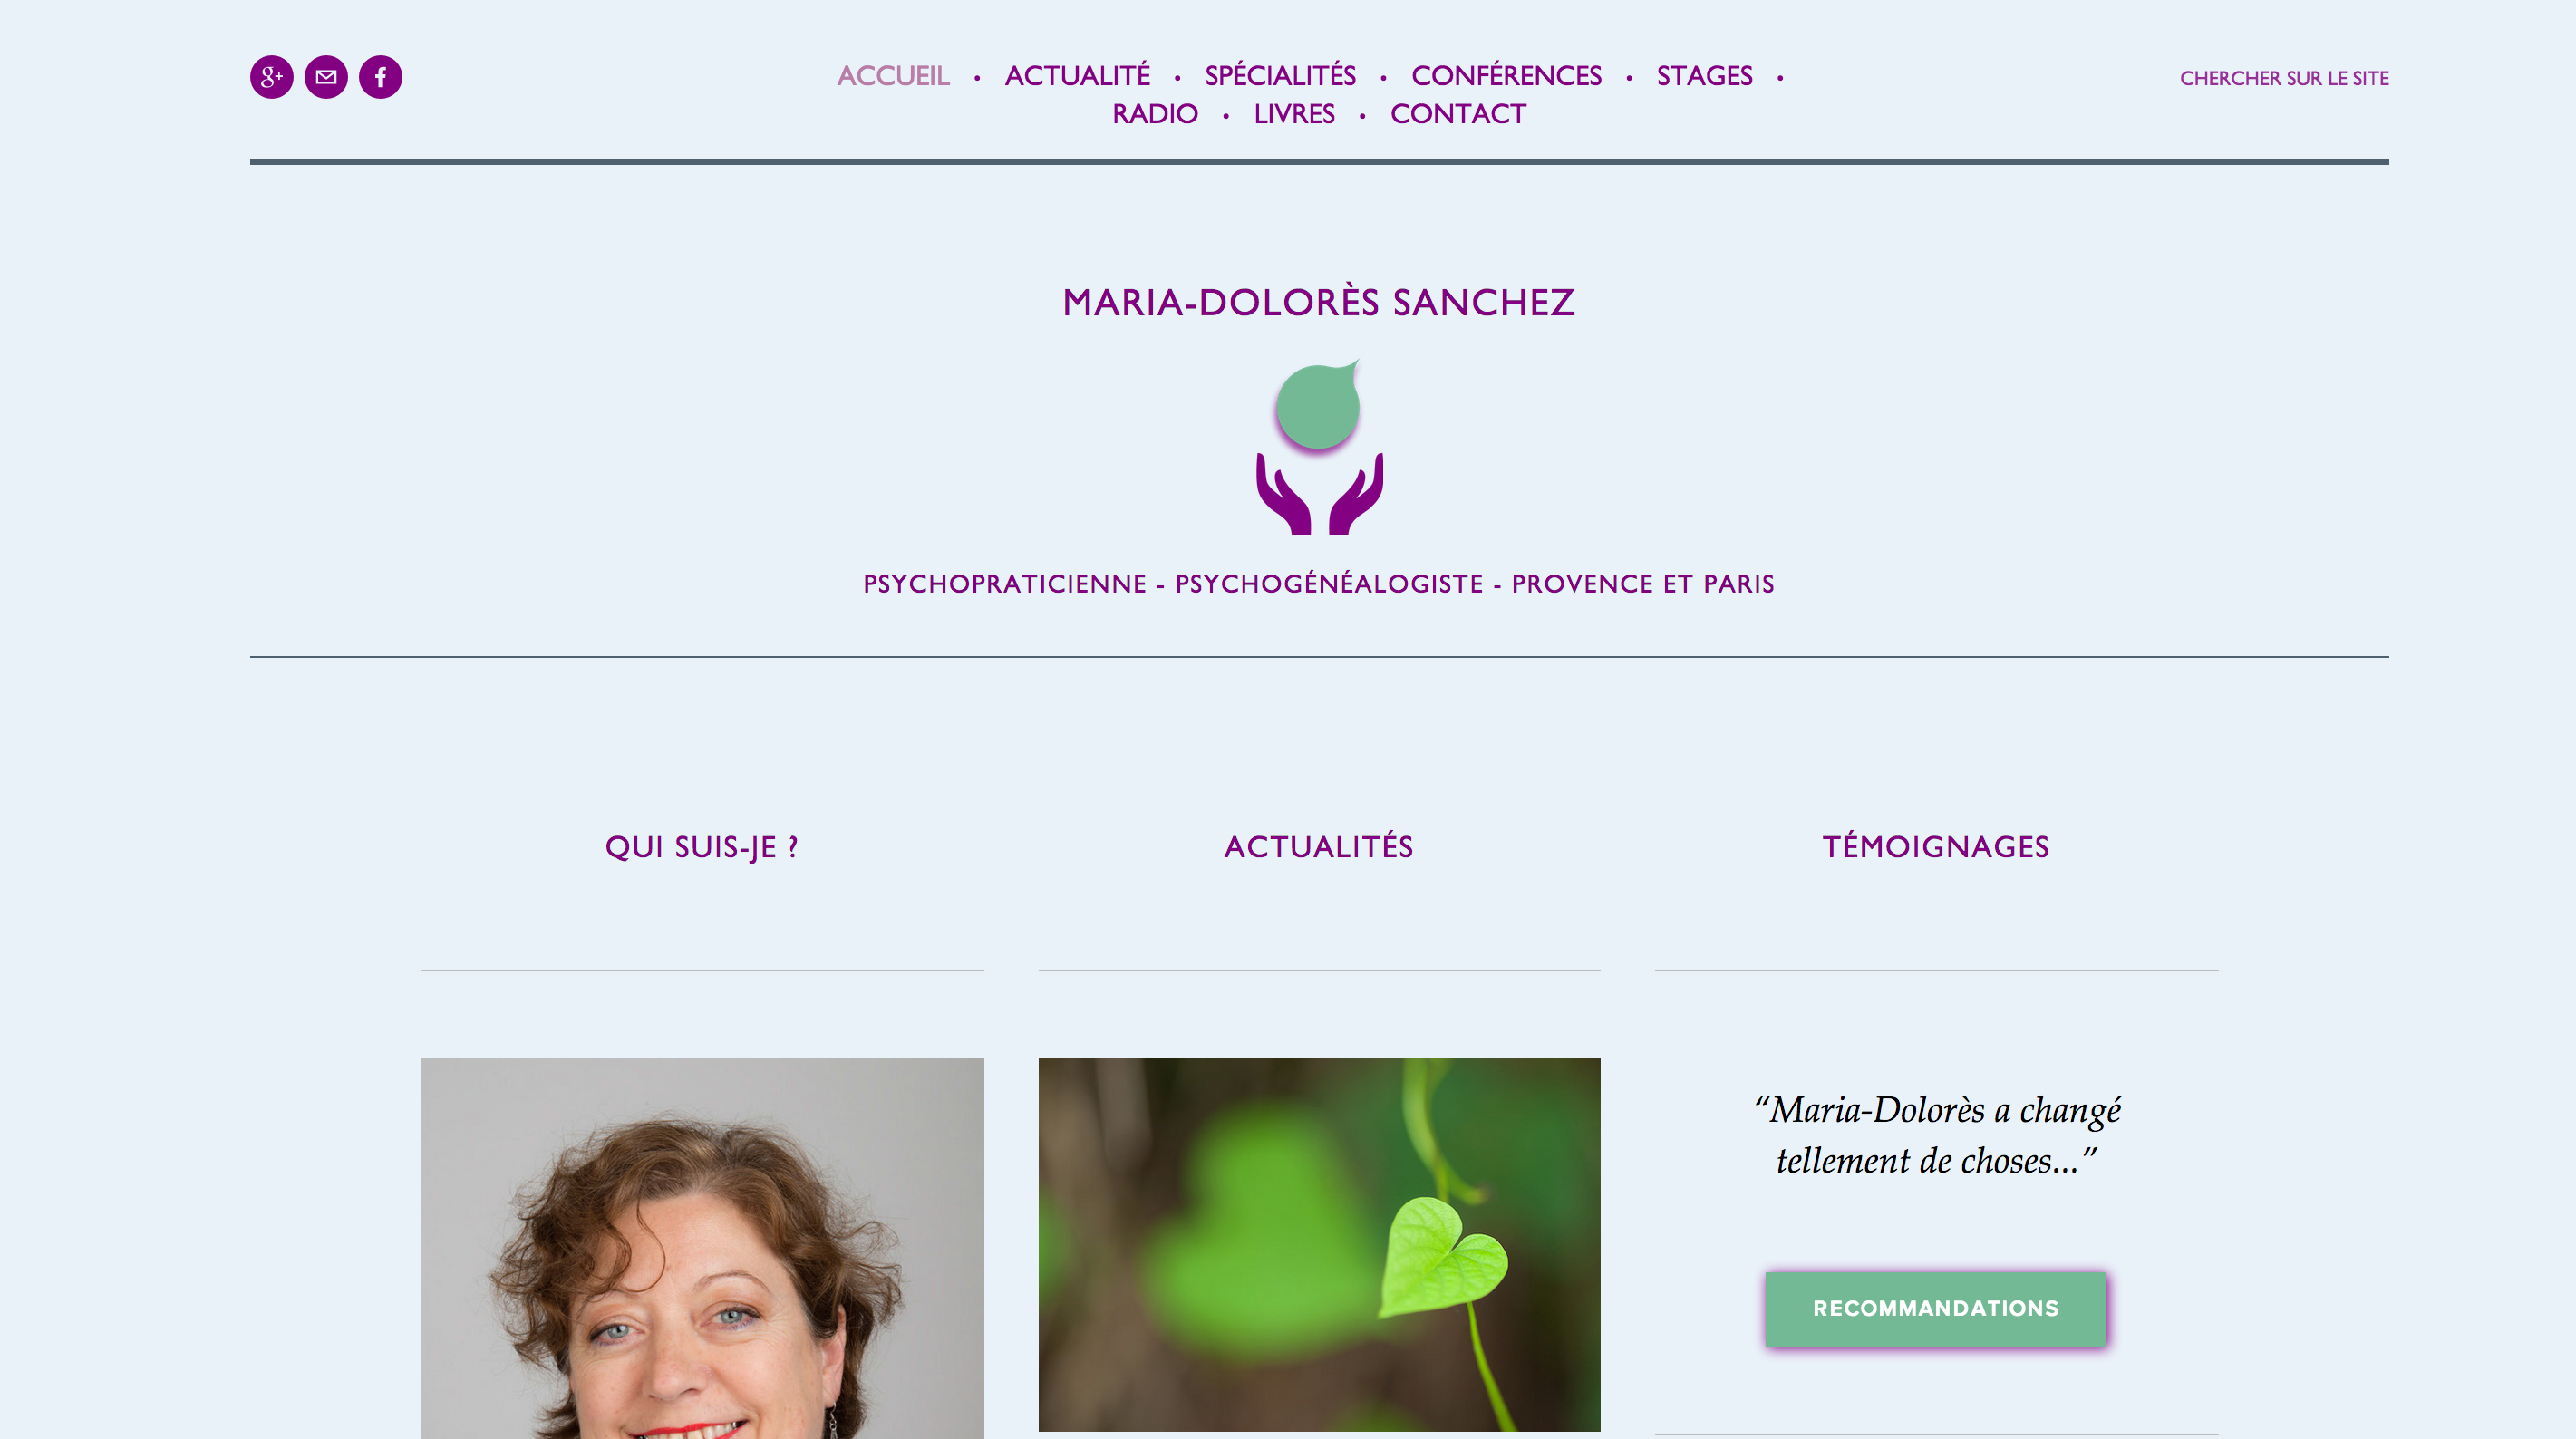 g+
f
ACCUEIL • ACTUALITÉ • SPÉCIALITÉS • CONFÉRENCES • STAGES •
RADIO • LIVRES • CONTACT
CHERCHER SUR LE SITE
MARIA-DOLORÈS SANCHEZ
PSYCHOPRATICIENNE - PSYCHOGÉNÉALOGISTE - PROVENCE ET PARIS
QUI SUIS-JE ?
ACTUALITÉS
TÉMOIGNAGES
“Maria-Dolorès a changé
tellement de choses...”
RECOMMANDATIONS